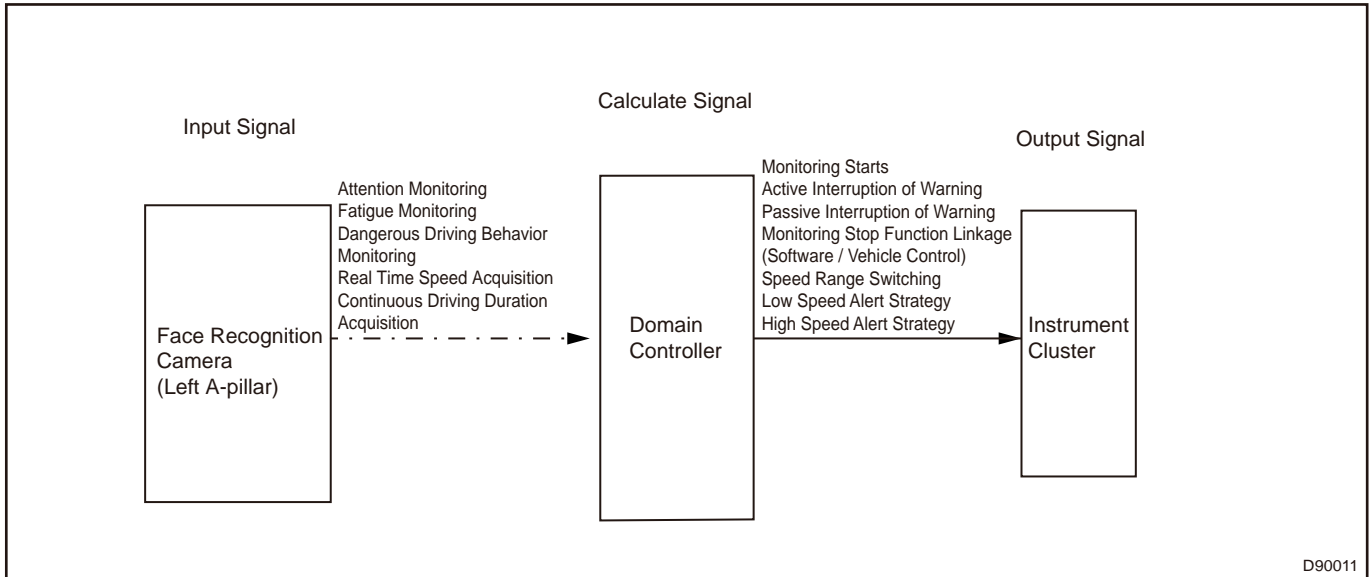 Calculate Signal
Input Signal
Output Signal
Attention Monitoring
Fatigue Monitoring
Dangerous Driving Behavior
Monitoring
Real Time Speed Acquisition
Continuous Driving Duration
Acquisition
Monitoring Starts
Active Interruption of Warning
Passive Interruption of Warning
Monitoring Stop Function Linkage
(Software / Vehicle Control)
Speed Range Switching
Low Speed Alert Strategy
High Speed Alert Strategy
Face Recognition
Camera
(Left A-pillar)
Domain
Controller
Instrument
Cluster
D90011